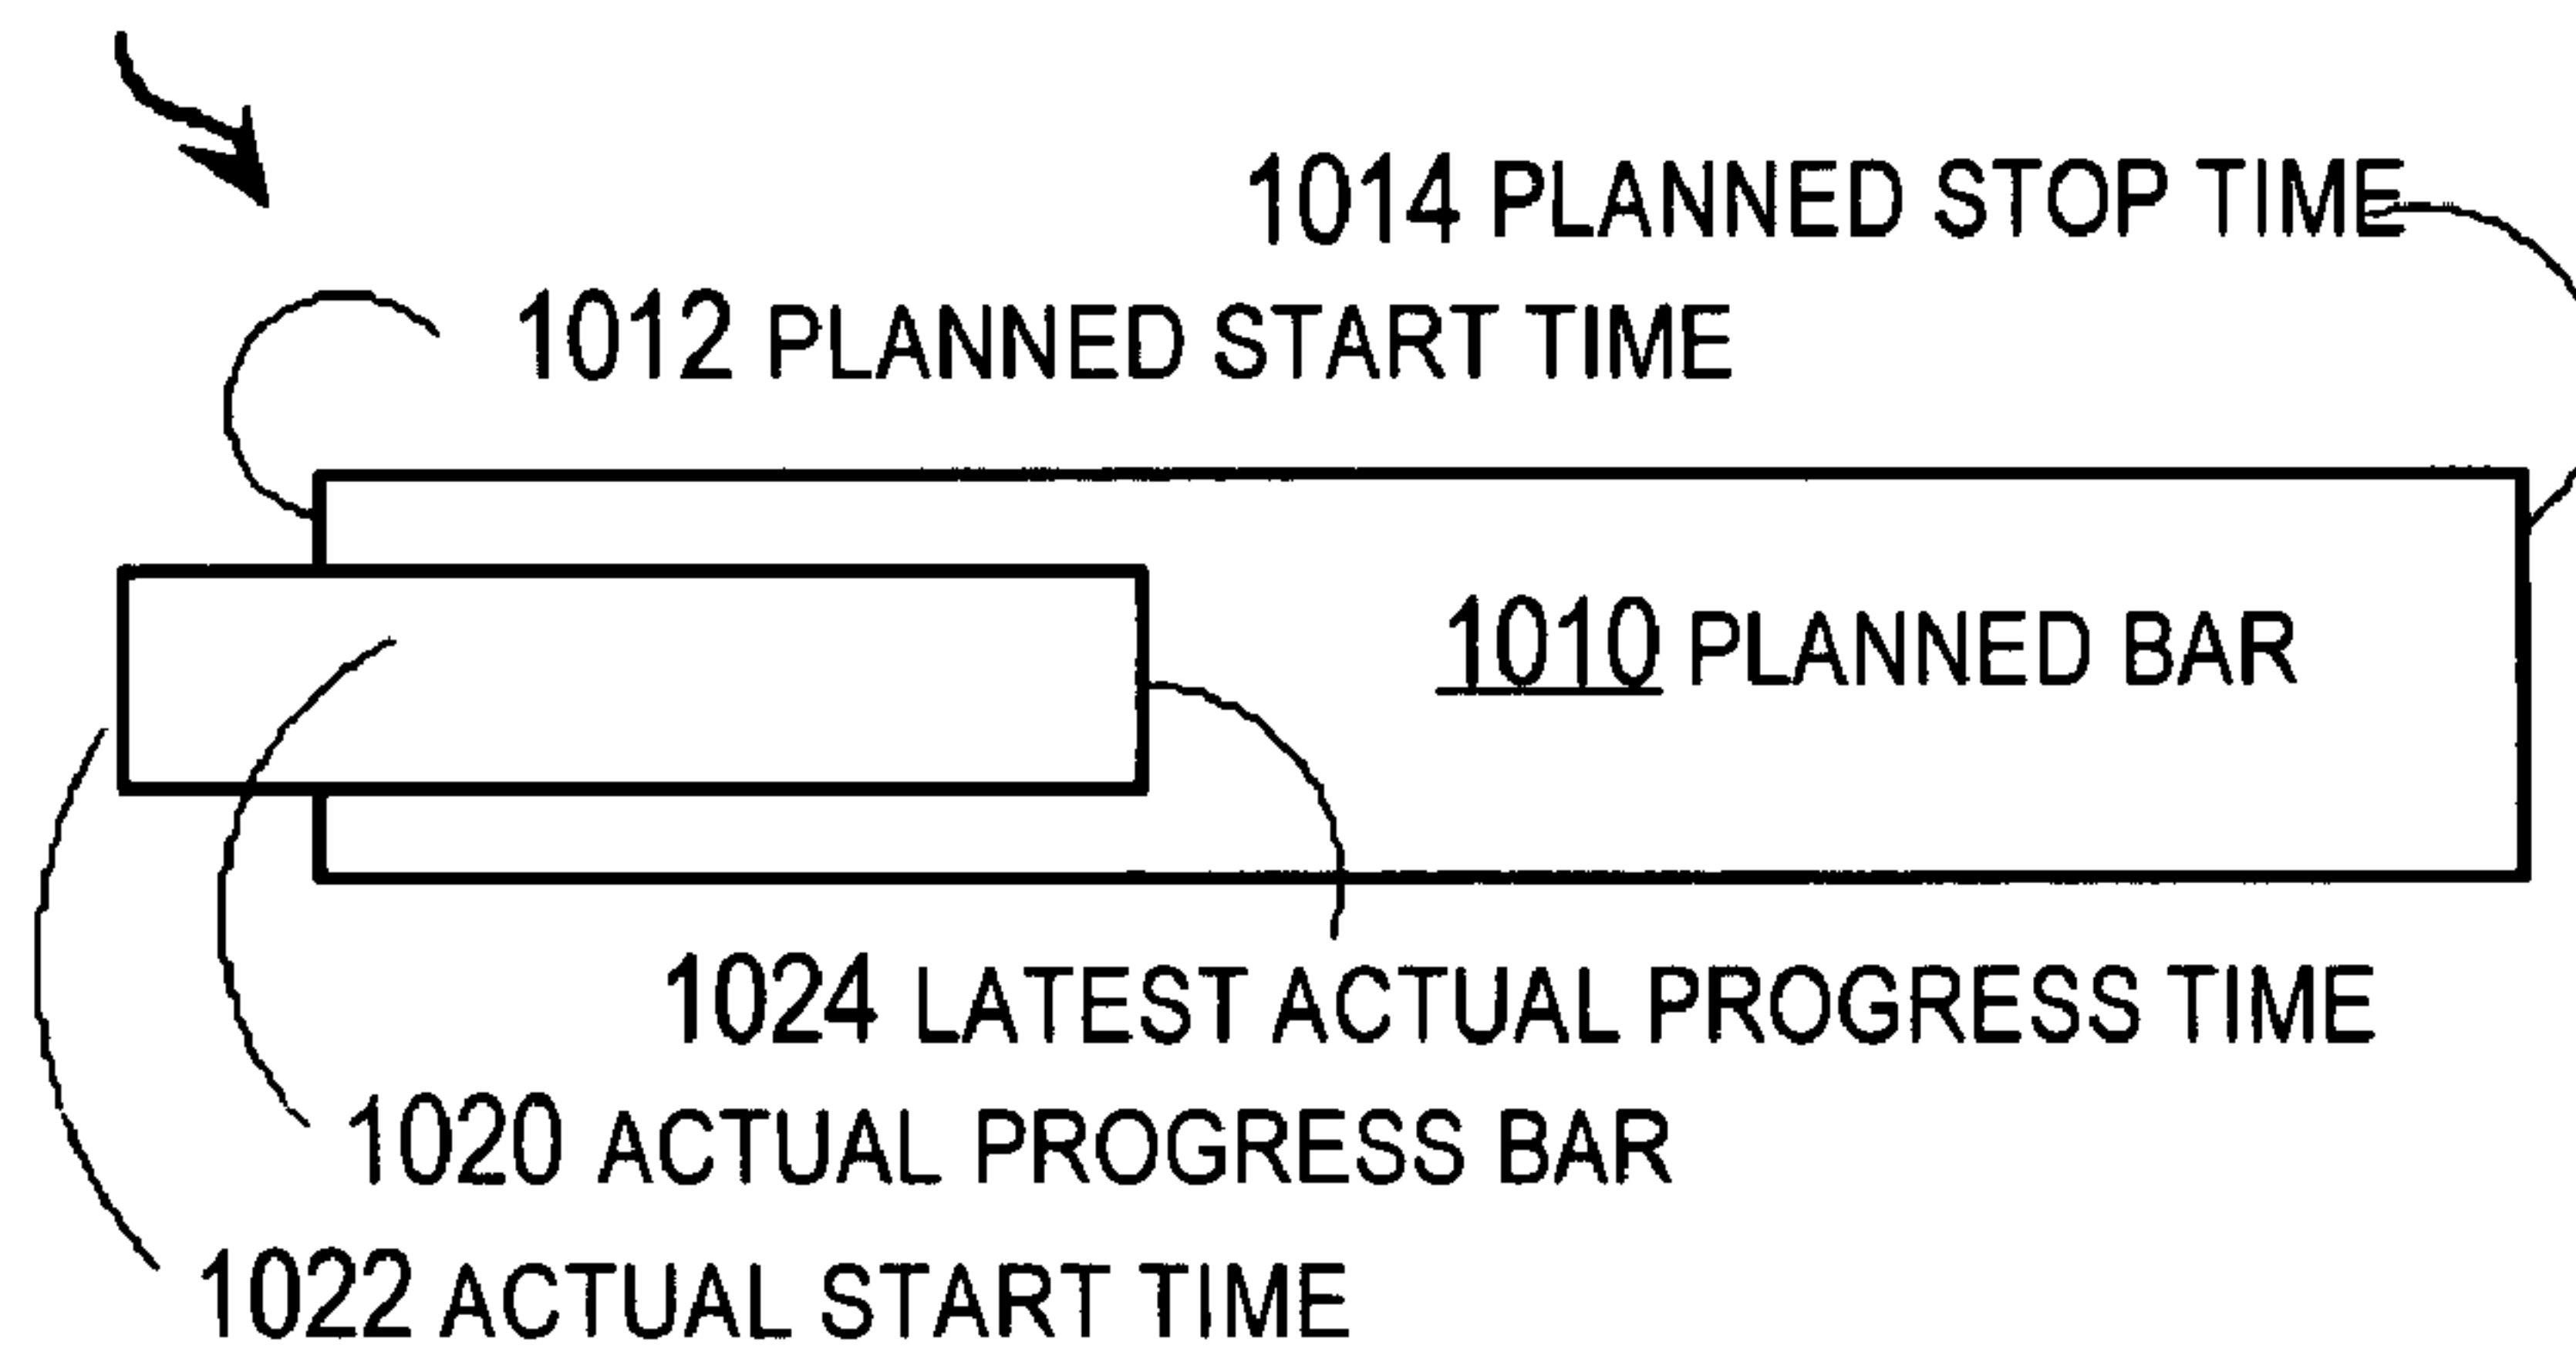 1014 PLANNED STOP TIME
1012 PLANNED START TIME
1010 PLANNED BAR
1024 LATEST ACTUAL PROGRESS TIME
1020 ACTUAL PROGRESS BAR
1022 ACTUAL START TIME